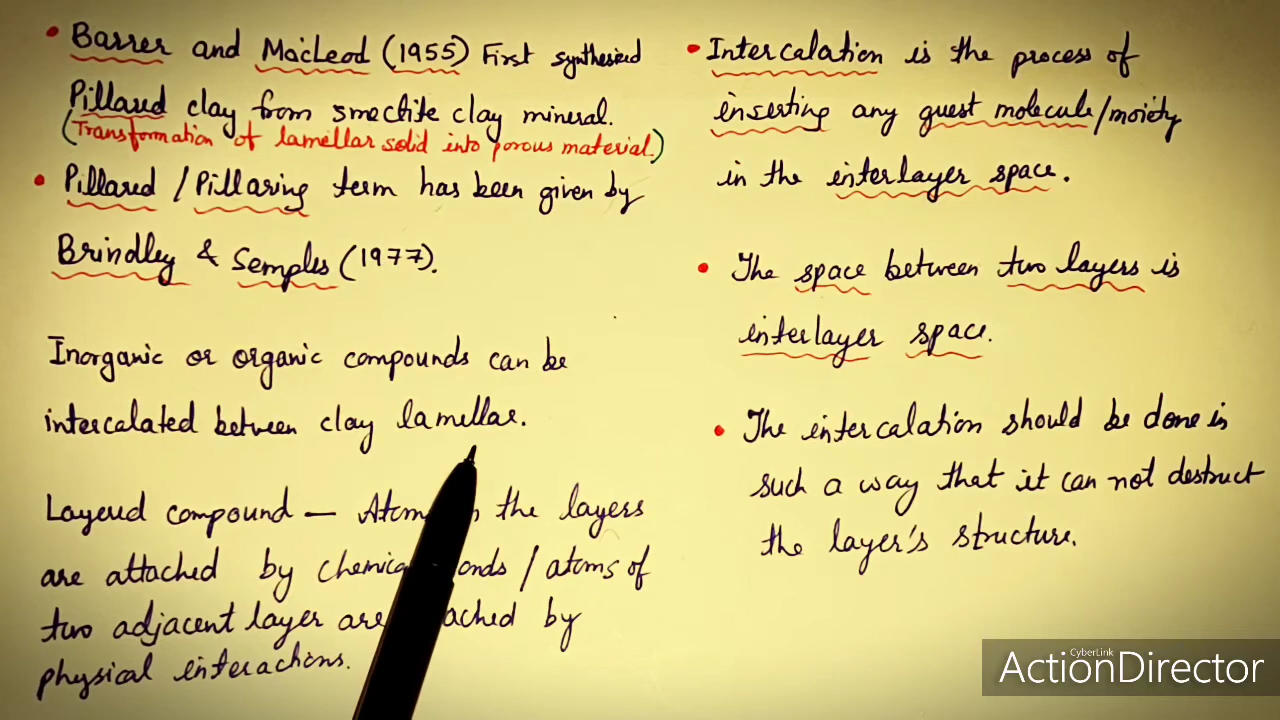 • Barrer and MacLeod (1955) First synthesized
Pillared clay from smectite clay mineral.
(Transformation of lamellar solid into porous material.)
• Pillared / Pillaring term has been given by
Brindley & Semples (1977).
Inorganic or organic compounds can be
intercalated between clay lamellar.
Layered compound — the layers
are attached by / atoms of
two adjacent layer are by
physical interactions.
• Intercalation is the process of
inserting any guest molecule/moiety
in the interlayer space.
• The space between two layers is
interlayer space.
• The intercalation should be done in
such a way that it can not destruct
the layer's structure.
CyberLink
ActionDirector